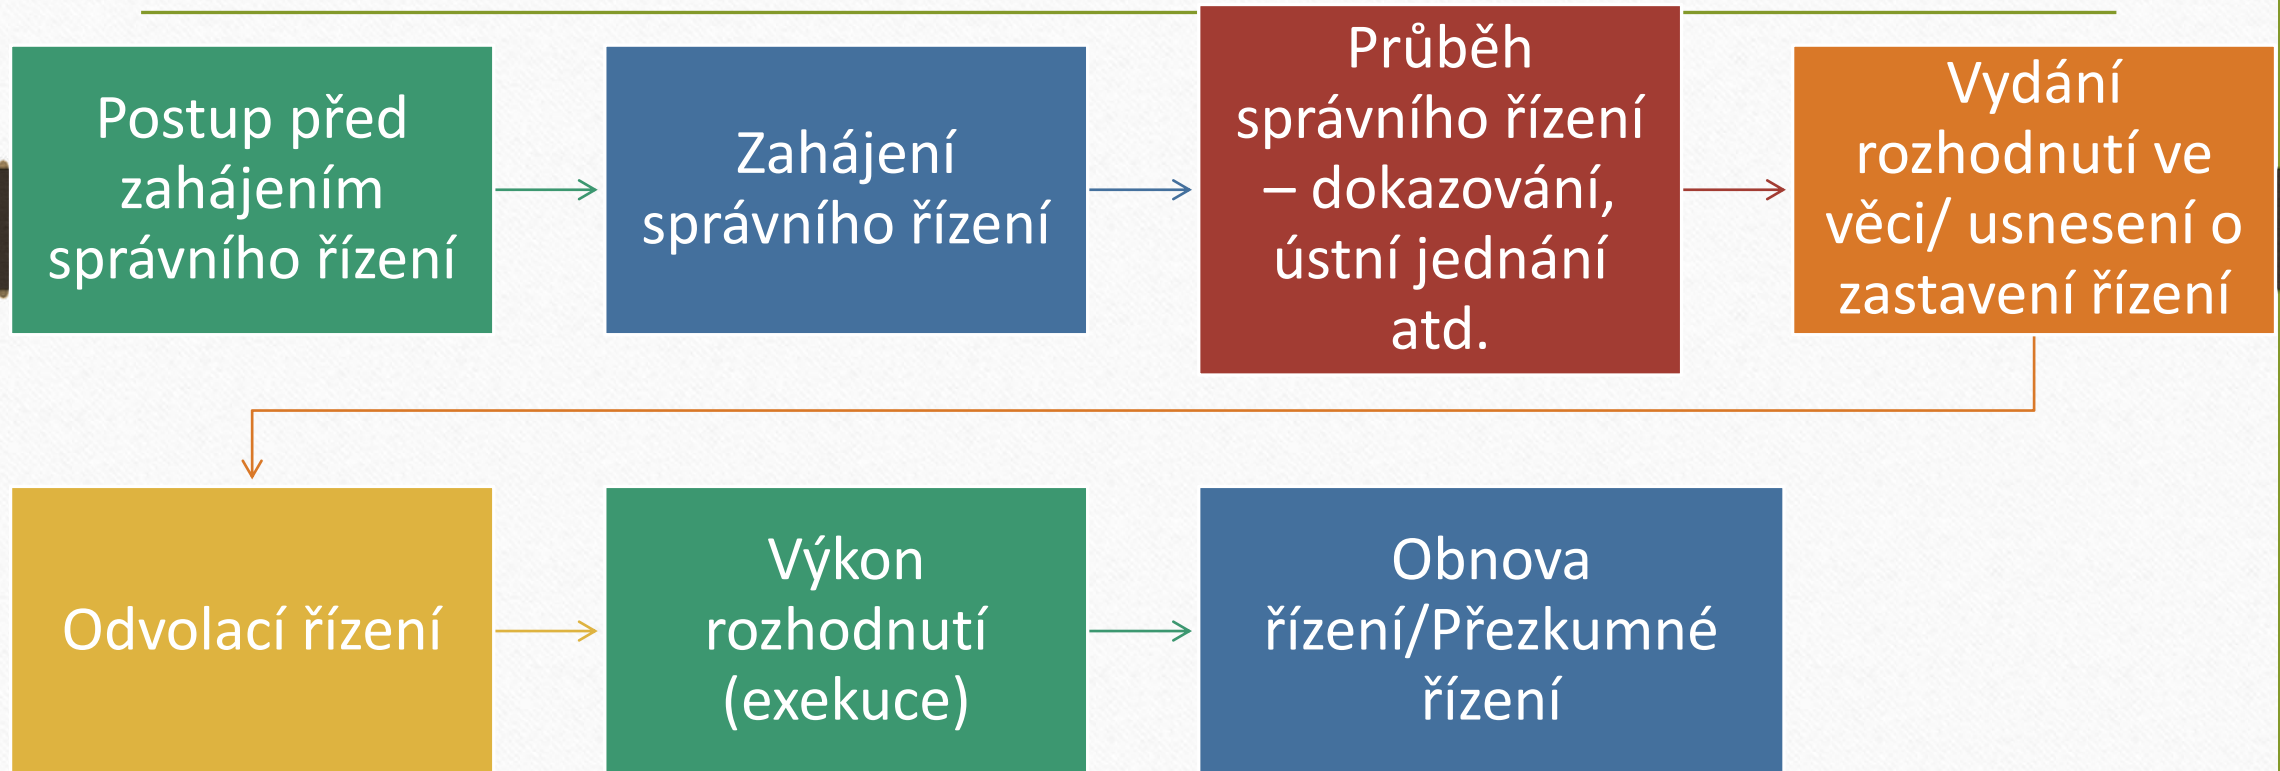 Postup před
zahájením
správního řízení
Zahájení
správního řízení
Průběh
správního řízení
– dokazování,
ústní jednání
atd.
Vydání
rozhodnutí ve
věci/ usnesení o
zastavení řízení
Odvolací řízení
Výkon
rozhodnutí
(exekuce)
Obnova
řízení/Přezkumné
řízení